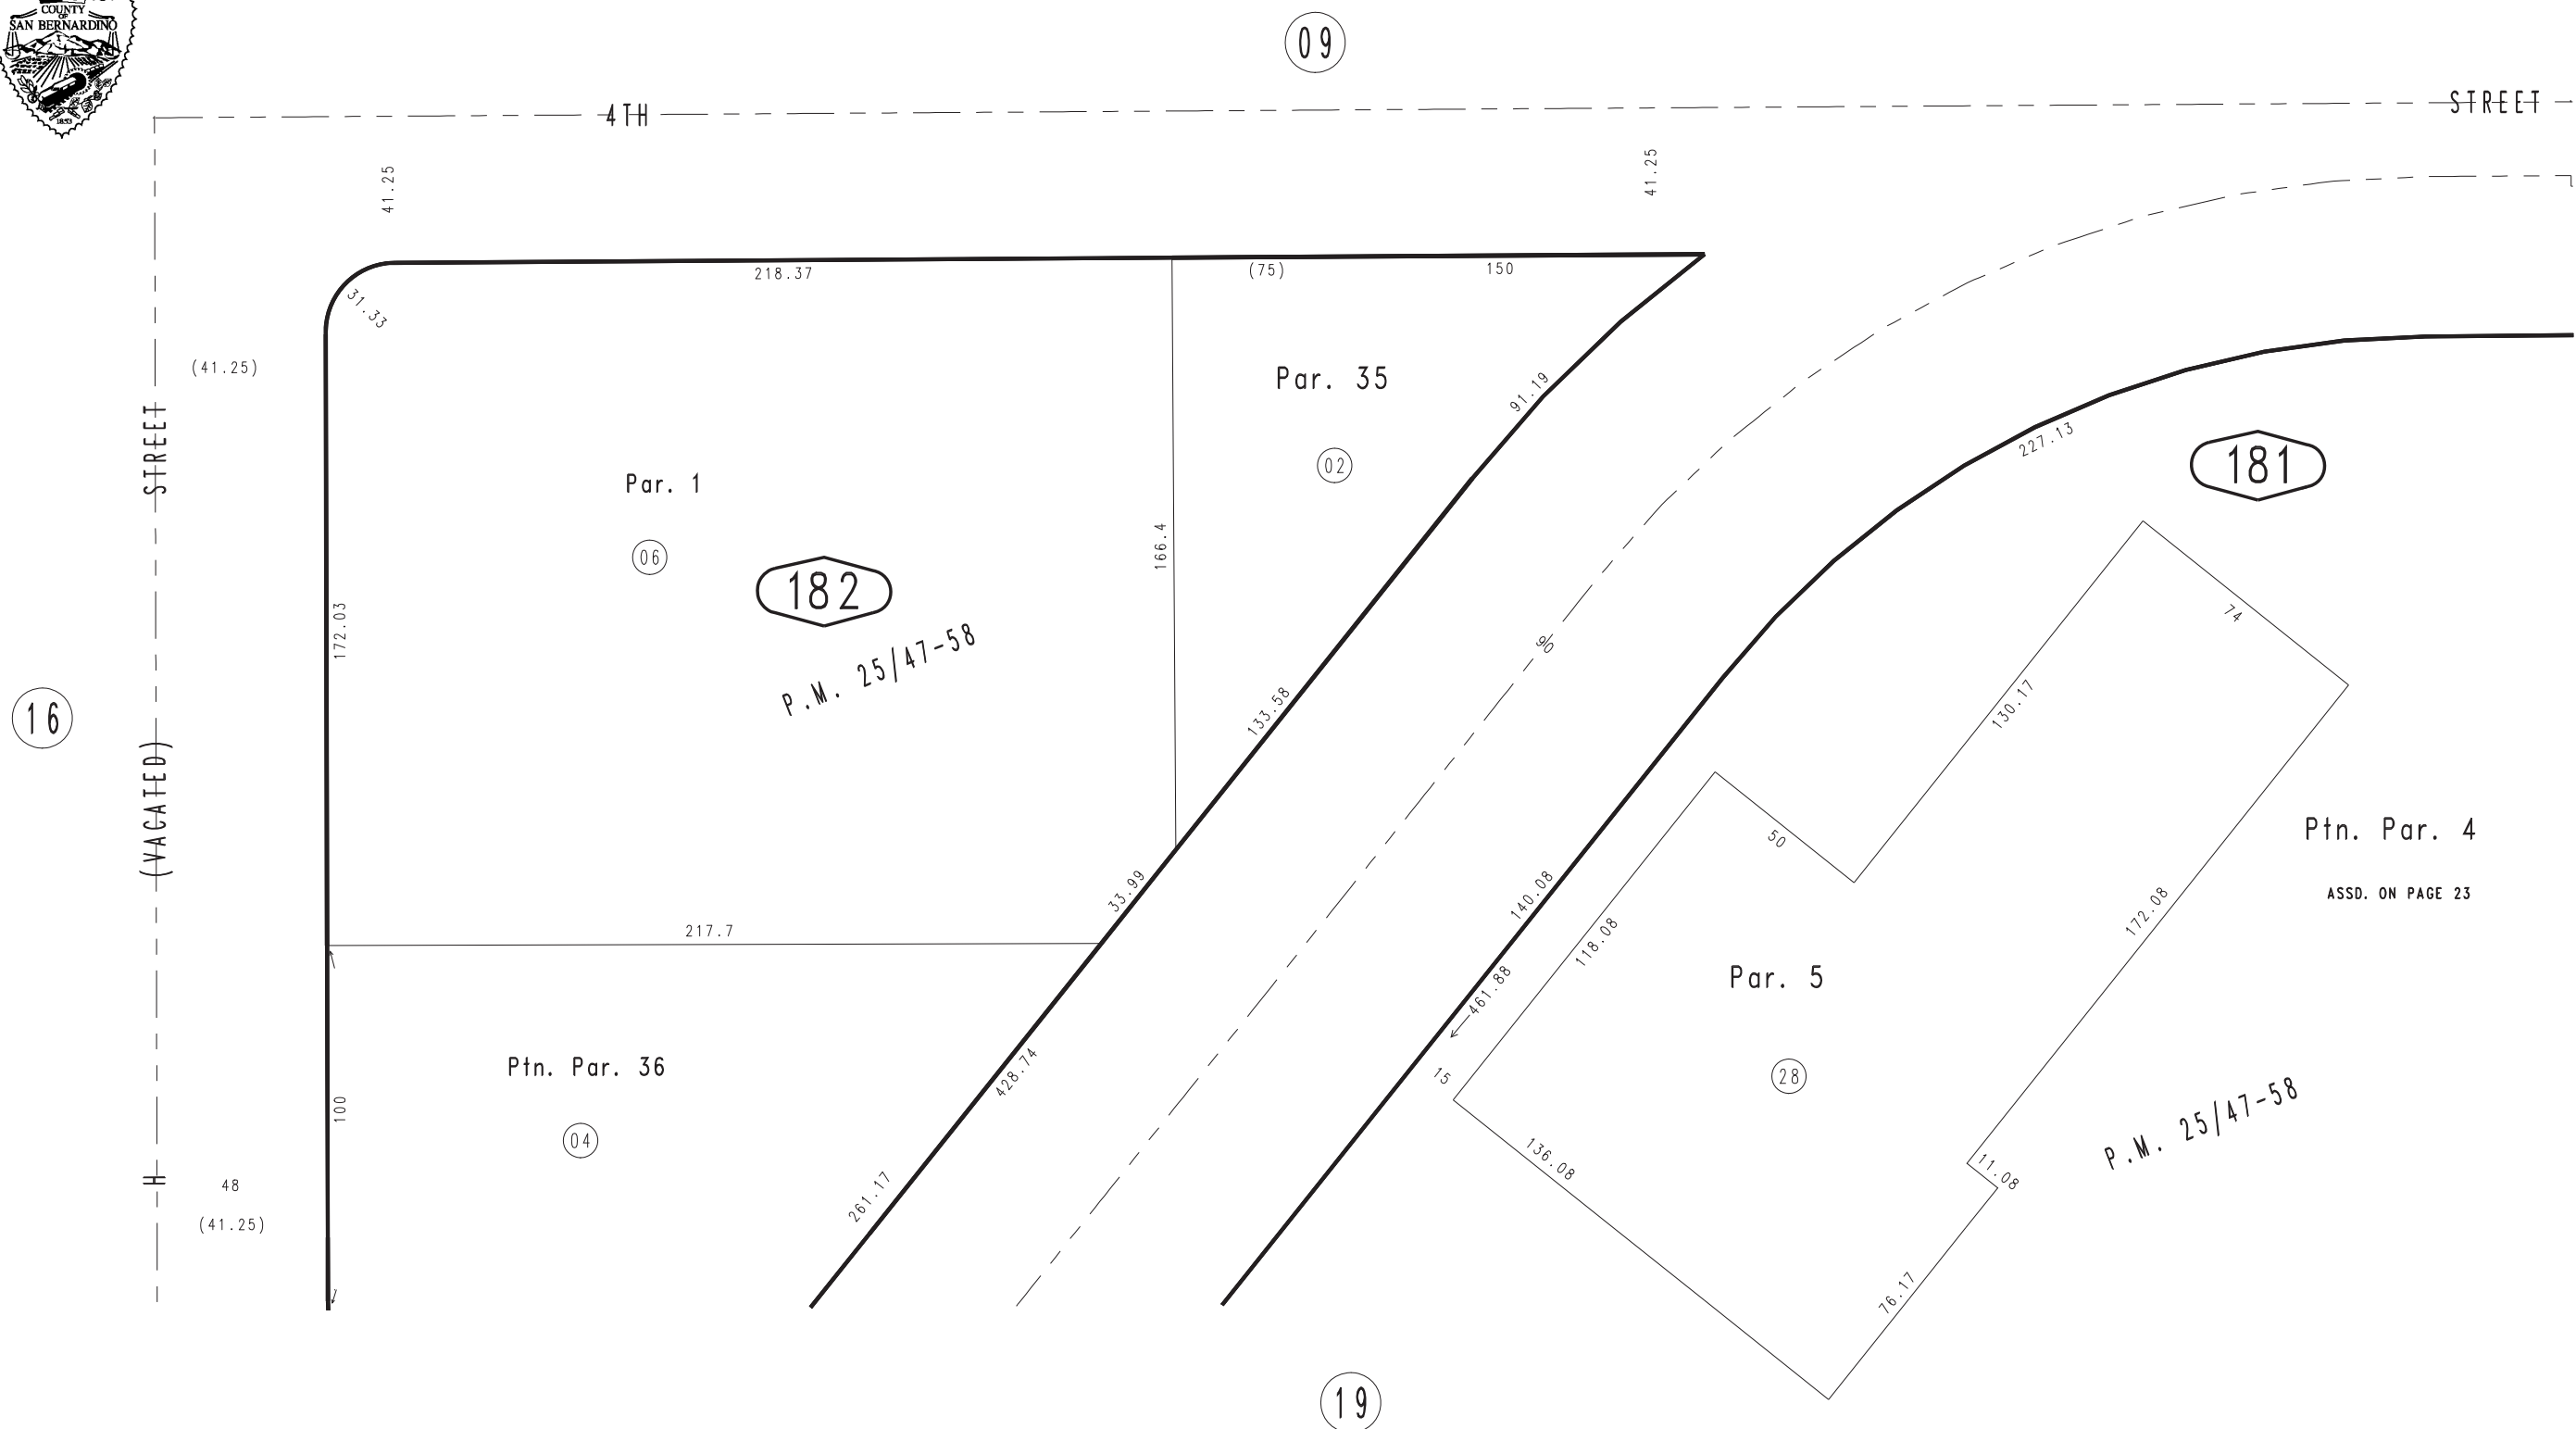 COUNTY
OF
SAN BERNARDINO
1853
09
4TH
STREET
41.25
41.25
218.37
(75)
150
31.33
(41.25)
STREET
Par. 35
91.19
02
227.13
181
Par. 1
06
182
166.4
172.03
P.M. 25/47-58
90
74
133.58
130.17
16
(VACATED)
50
Ptn. Par. 4
ASSD. ON PAGE 23
33.99
140.08
118.08
172.08
217.7
Par. 5
461.88
Ptn. Par. 36
428.74
15
28
100
04
136.08
P.M. 25/47-58
11.08
H
48
(41.25)
261.17
76.17
19